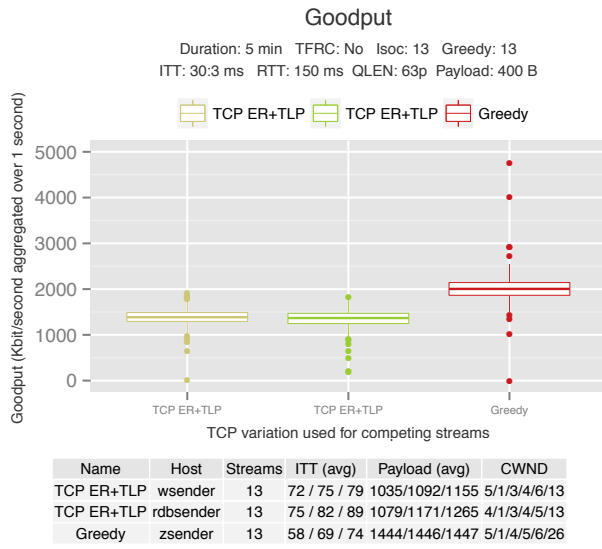 Goodput
Duration: 5 min TFRC: No Isoc: 13 Greedy: 13
ITT: 30:3 ms RTT: 150 ms QLEN: 63p Payload: 400 B
TCP ER+TLP TCP ER+TLP Greedy
Goodput (Kbit/second aggregated over 1 second)
5000
4000
3000
2000
1000
0
TCP ER+TLP TCP ER+TLP Greedy
TCP variation used for competing streams
Name Host Streams ITT (avg) Payload (avg) CWND
TCP ER+TLP wsender 13 72 / 75 / 79 1035/1092/1155 5/1/3/4/6/13
TCP ER+TLP rdbsender 13 75 / 82 / 89 1079/1171/1265 4/1/3/4/5/13
Greedy zsender 13 58 / 69 / 74 1444/1446/1447 5/1/4/5/6/26